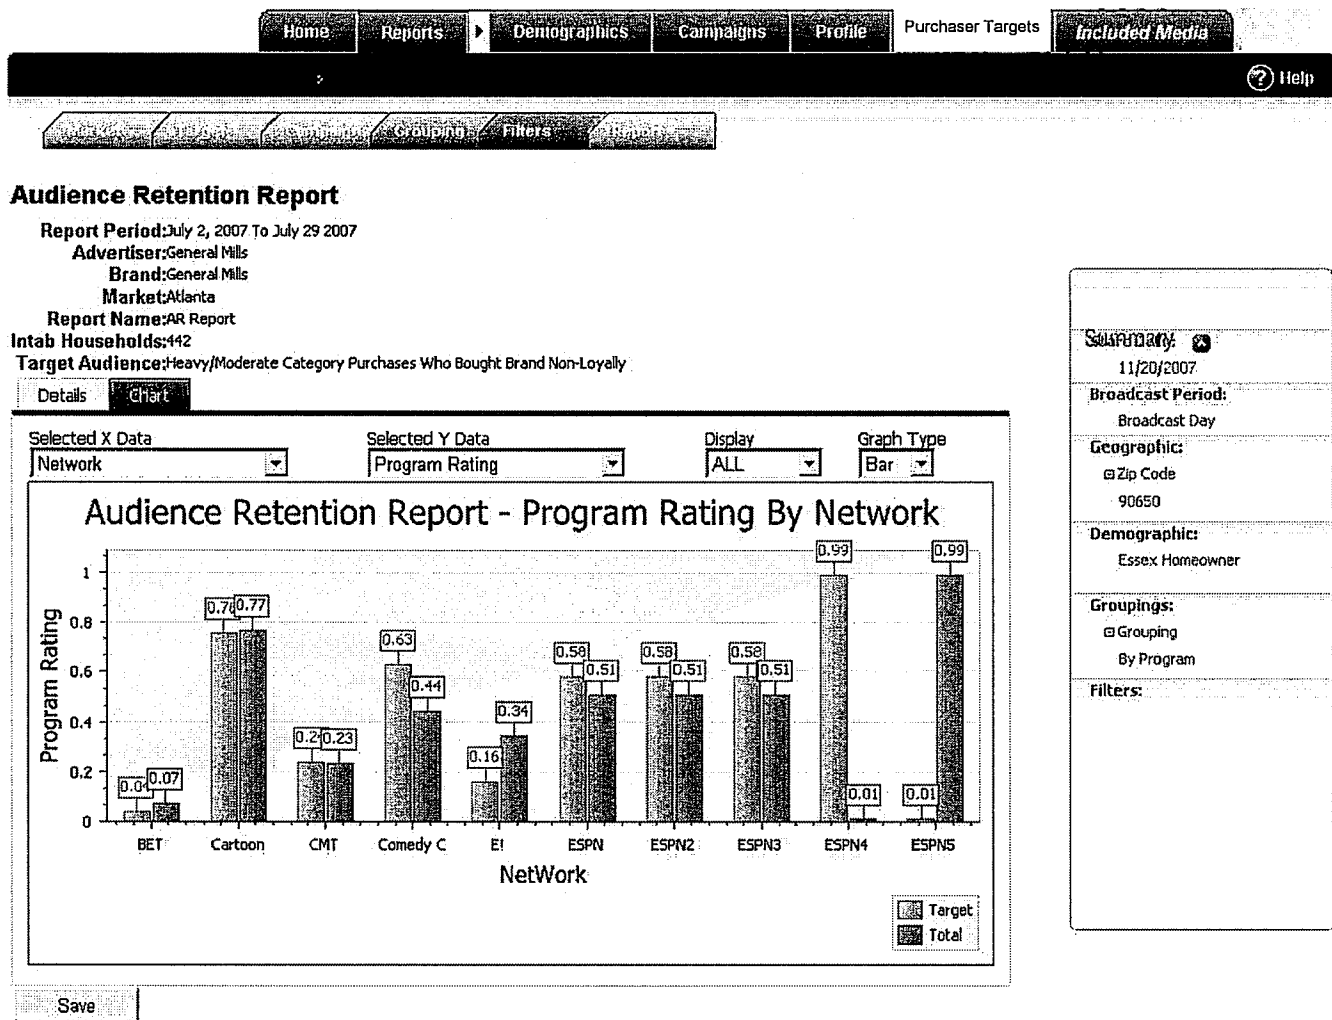 Home Reports Demographics Campaigns Profile Purchaser Targets Included Media
? Help
Grouping Filters
Audience Retention Report
Report Period:July 2, 2007 To July 29 2007
Advertiser:General Mills
Brand:General Mills
Market:Atlanta
Report Name:AR Report
Intab Households:442
Target Audience:Heavy/Moderate Category Purchases Who Bought Brand Non-Loyally
Details Chart
Selected X Data Selected Y Data Display Graph Type
Network Program Rating ALL Bar
Audience Retention Report - Program Rating By Network
Program Rating
1
0.8
0.6
0.4
0.2
0
0.07
0.77
0.23
0.63
0.44
0.16
0.34
0.58
0.51
0.58
0.51
0.58
0.51
0.99
0.01
0.01
0.99
BET Cartoon CMT Comedy C E! ESPN ESPN2 ESPN3 ESPN4 ESPN5
NetWork
Target
Total
Save
Summary
11/20/2007
Broadcast Period:
Broadcast Day
Geographic:
Zip Code
90650
Demographic:
Essex Homeowner
Groupings:
Grouping
By Program
Filters: